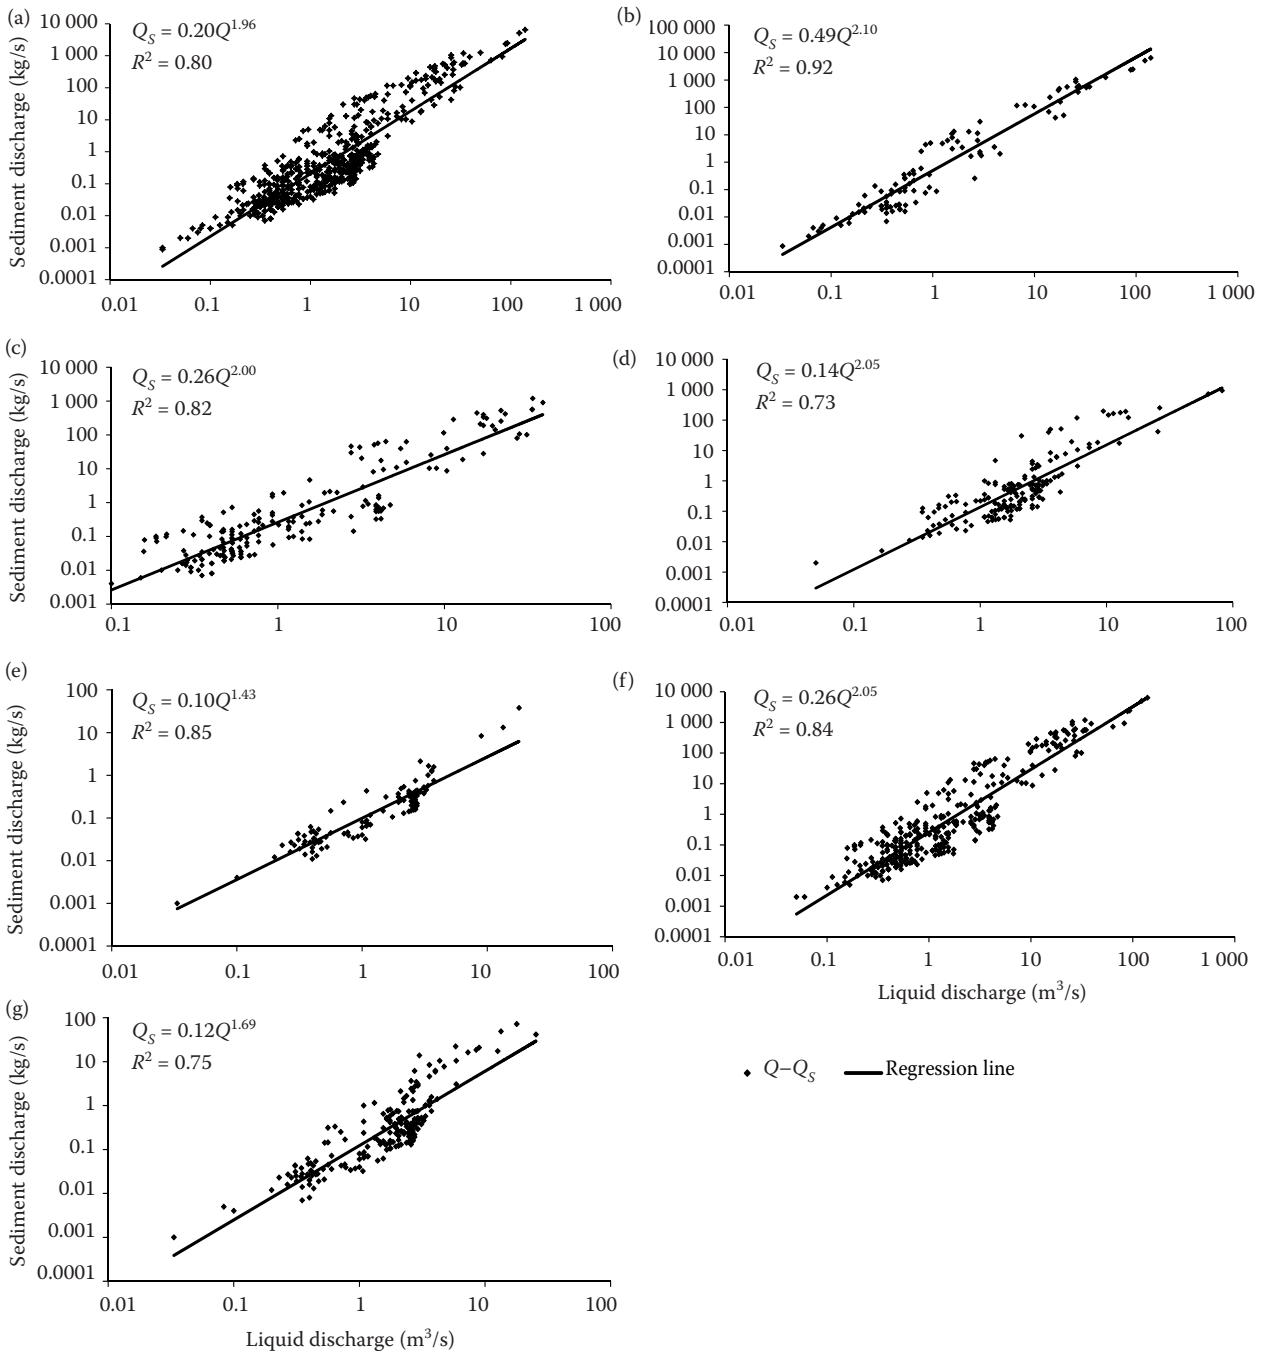 (a)
Sediment discharge (kg/s)
10 000
1 000
100
10
1
0.1
0.01
0.001
0.0001
Q_S = 0.20Q^1.96
R² = 0.80
0.01 0.1 1 10 100 1 000
(b)
100 000
10 000
1 000
100
10
1
0.1
0.01
0.001
0.0001
Q_S = 0.49Q^2.10
R² = 0.92
0.01 0.1 1 10 100 1 000
(c)
Sediment discharge (kg/s)
10 000
1 000
100
10
1
0.1
0.01
0.001
Q_S = 0.26Q^2.00
R² = 0.82
0.1 1 10 100
(d)
10 000
1 000
100
10
1
0.1
0.01
0.001
0.0001
Q_S = 0.14Q^2.05
R² = 0.73
0.01 0.1 1 10 100
(e)
Sediment discharge (kg/s)
100
10
1
0.1
0.01
0.001
0.0001
Q_S = 0.10Q^1.43
R² = 0.85
0.01 0.1 1 10 100
(f)
10 000
1 000
100
10
1
0.1
0.01
0.001
0.0001
Q_S = 0.26Q^2.05
R² = 0.84
0.01 0.1 1 10 100 1 000
Liquid discharge (m³/s)
(g)
Sediment discharge (kg/s)
100
10
1
0.1
0.01
0.001
0.0001
Q_S = 0.12Q^1.69
R² = 0.75
0.01 0.1 1 10 100
Liquid discharge (m³/s)
Q–Q_S
Regression line